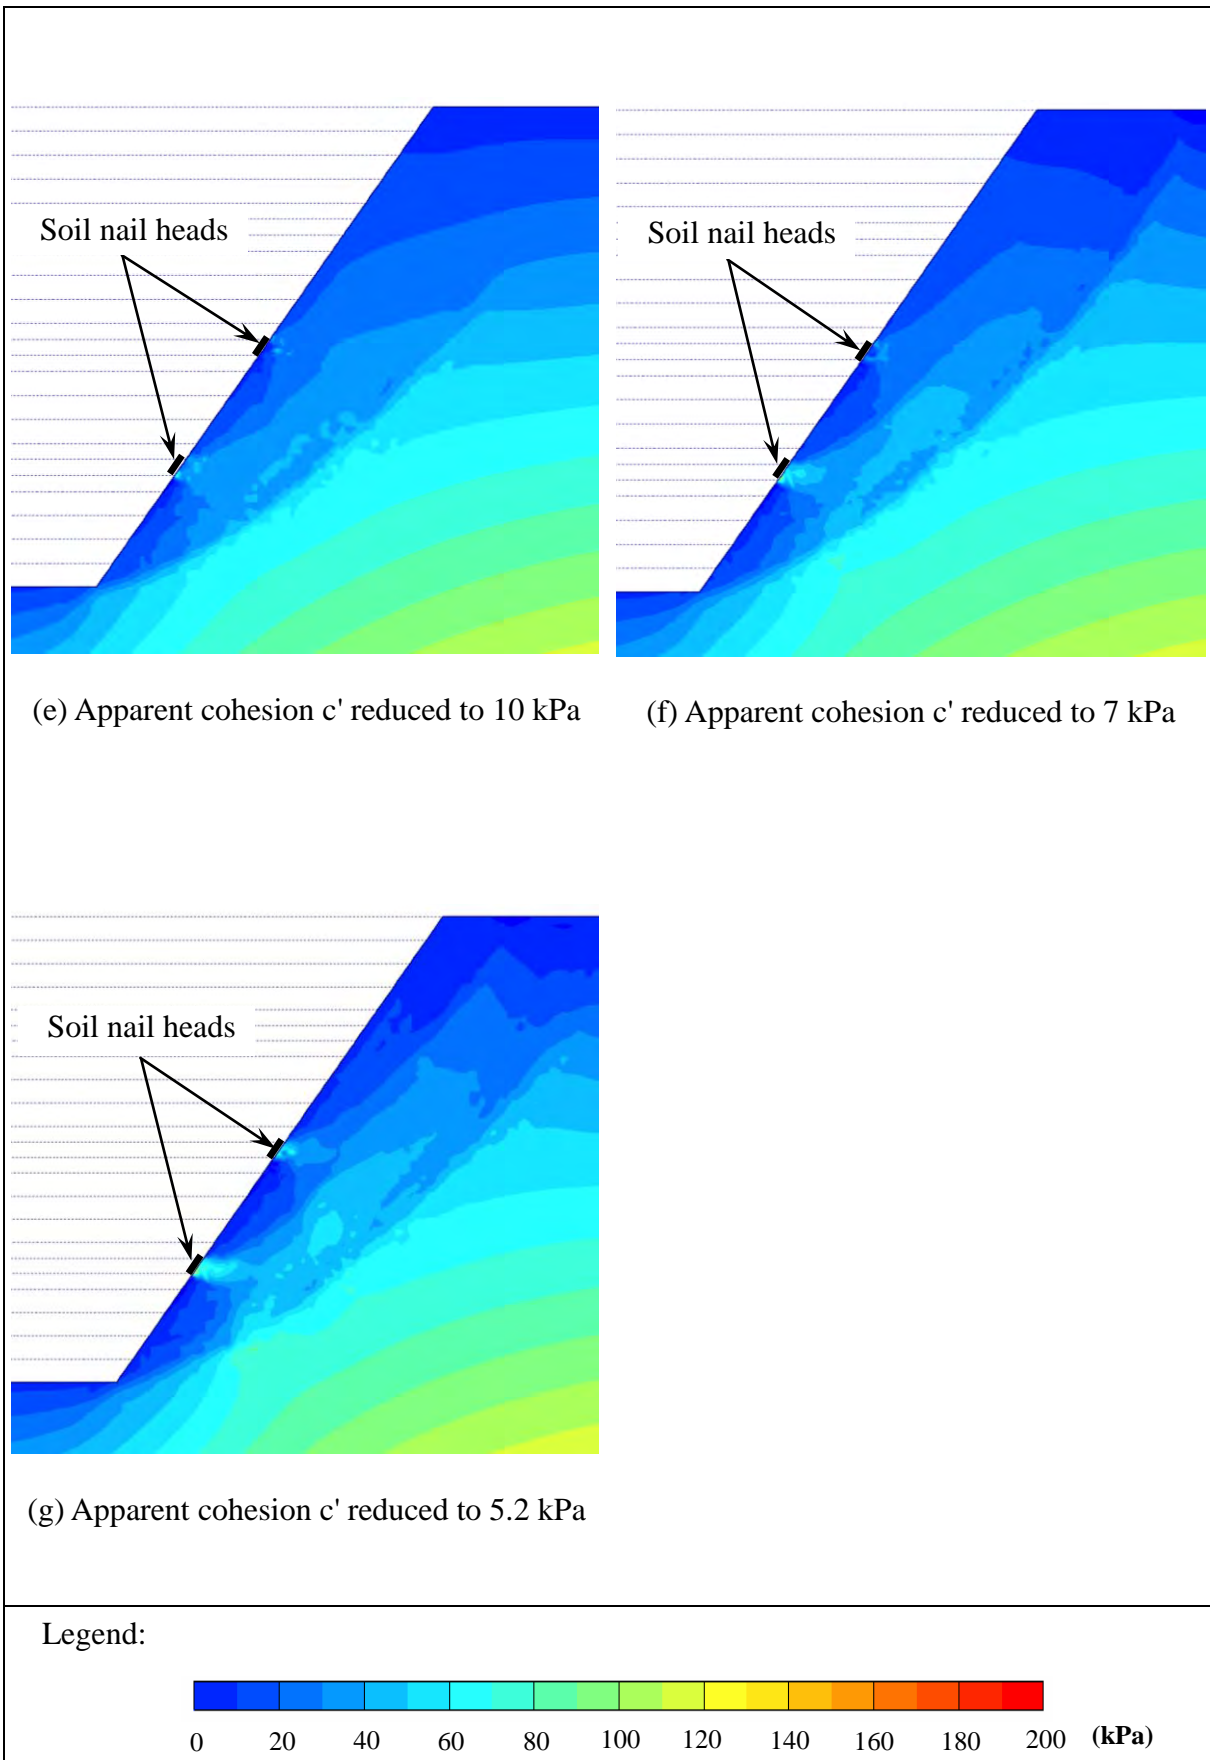 Soil nail heads
Soil nail heads
(e) Apparent cohesion c' reduced to 10 kPa
(f) Apparent cohesion c' reduced to 7 kPa
Soil nail heads
(g) Apparent cohesion c' reduced to 5.2 kPa
Legend:
0 20 40 60 80 100 120 140 160 180 200 (kPa)